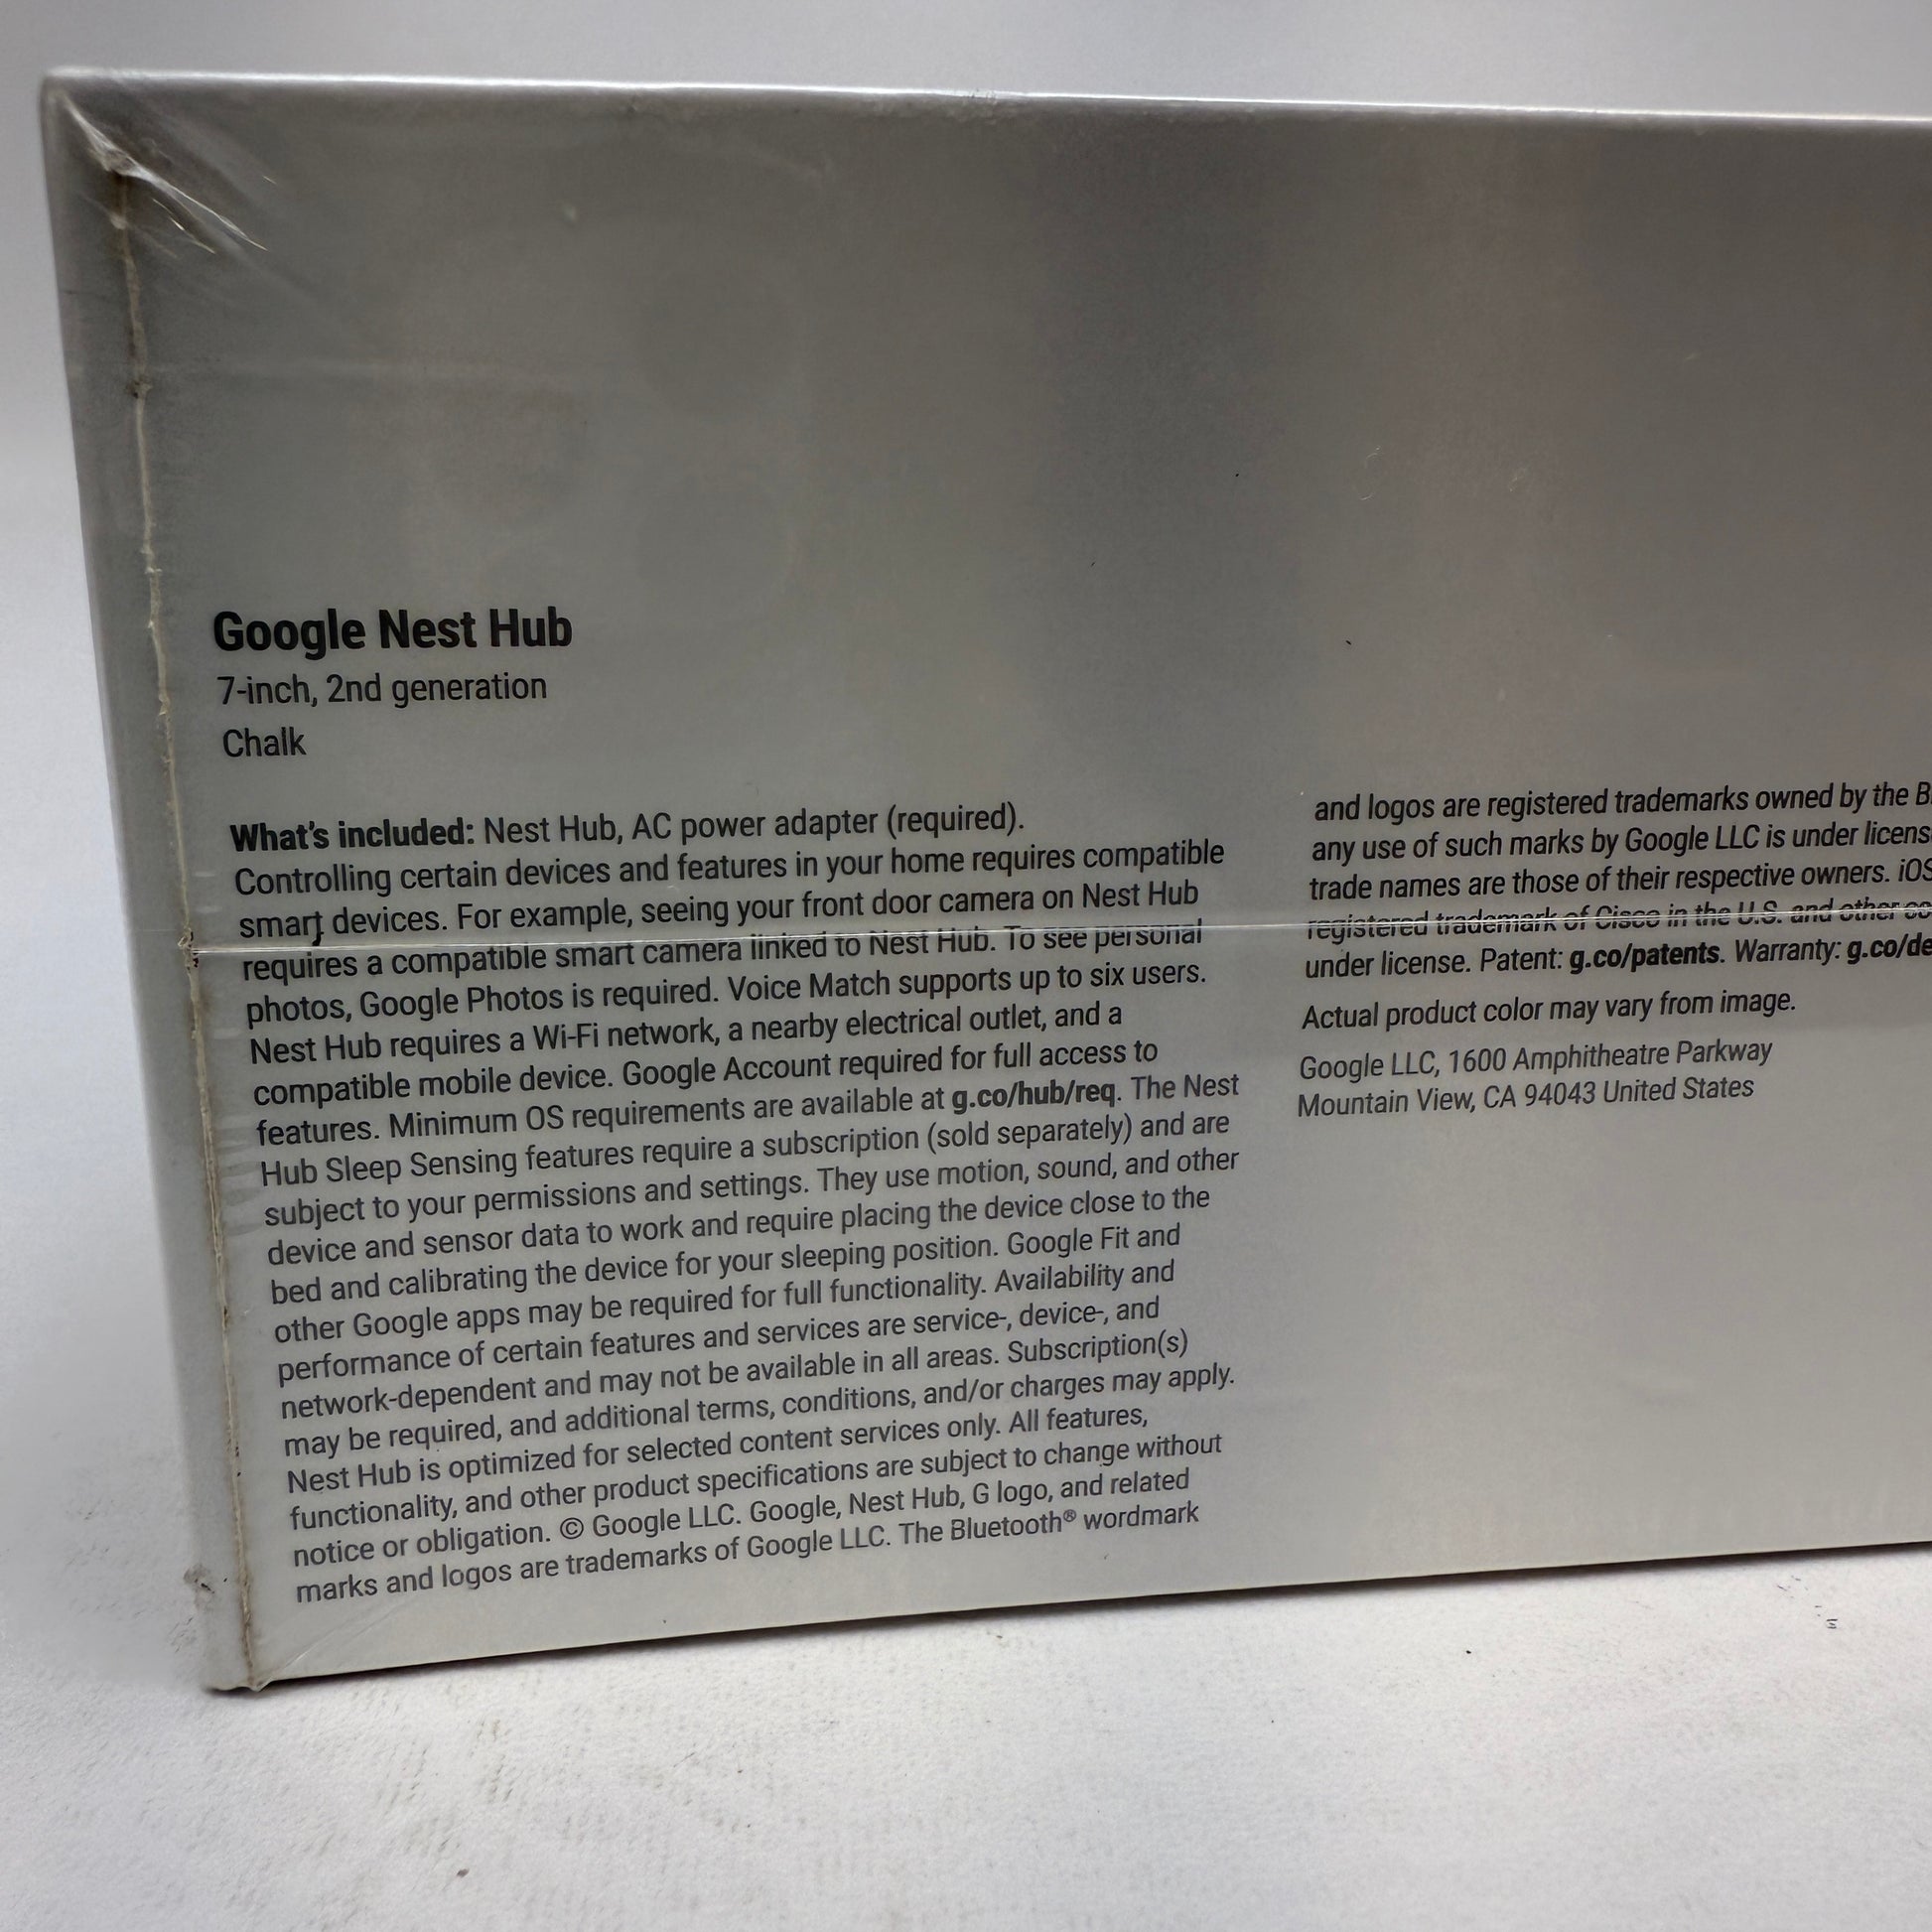 Google Nest Hub
7-inch, 2nd generation
Chalk
What's included: Nest Hub, AC power adapter (required).
Controlling certain devices and features in your home requires compatible
smart devices. For example, seeing your front door camera on Nest Hub
requires a compatible smart camera linked to Nest Hub. To see personal
photos, Google Photos is required. Voice Match supports up to six users.
Nest Hub requires a Wi-Fi network, a nearby electrical outlet, and a
compatible mobile device. Google Account required for full access to
features. Minimum OS requirements are available at g.co/hub/req. The Nest
Hub Sleep Sensing features require a subscription (sold separately) and are
subject to your permissions and settings. They use motion, sound, and other
device and sensor data to work and require placing the device close to the
bed and calibrating the device for your sleeping position. Google Fit and
other Google apps may be required for full functionality. Availability and
performance of certain features and services are service-, device-, and
network-dependent and may not be available in all areas. Subscription(s)
may be required, and additional terms, conditions, and/or charges may apply.
Nest Hub is optimized for selected content services only. All features,
functionality, and other product specifications are subject to change without
notice or obligation. © Google LLC. Google, Nest Hub, G logo, and related
marks and logos are trademarks of Google LLC. The Bluetooth® wordmark
and logos are registered trademarks owned by the
any use of such marks by Google LLC is under
trade names are those of their respective owners. iOS
registered trademark of Cisco in the U.S. and other
under license. Patent: g.co/patents. Warranty:
Actual product color may vary from image.
Google LLC, 1600 Amphitheatre Parkway
Mountain View, CA 94043 United States